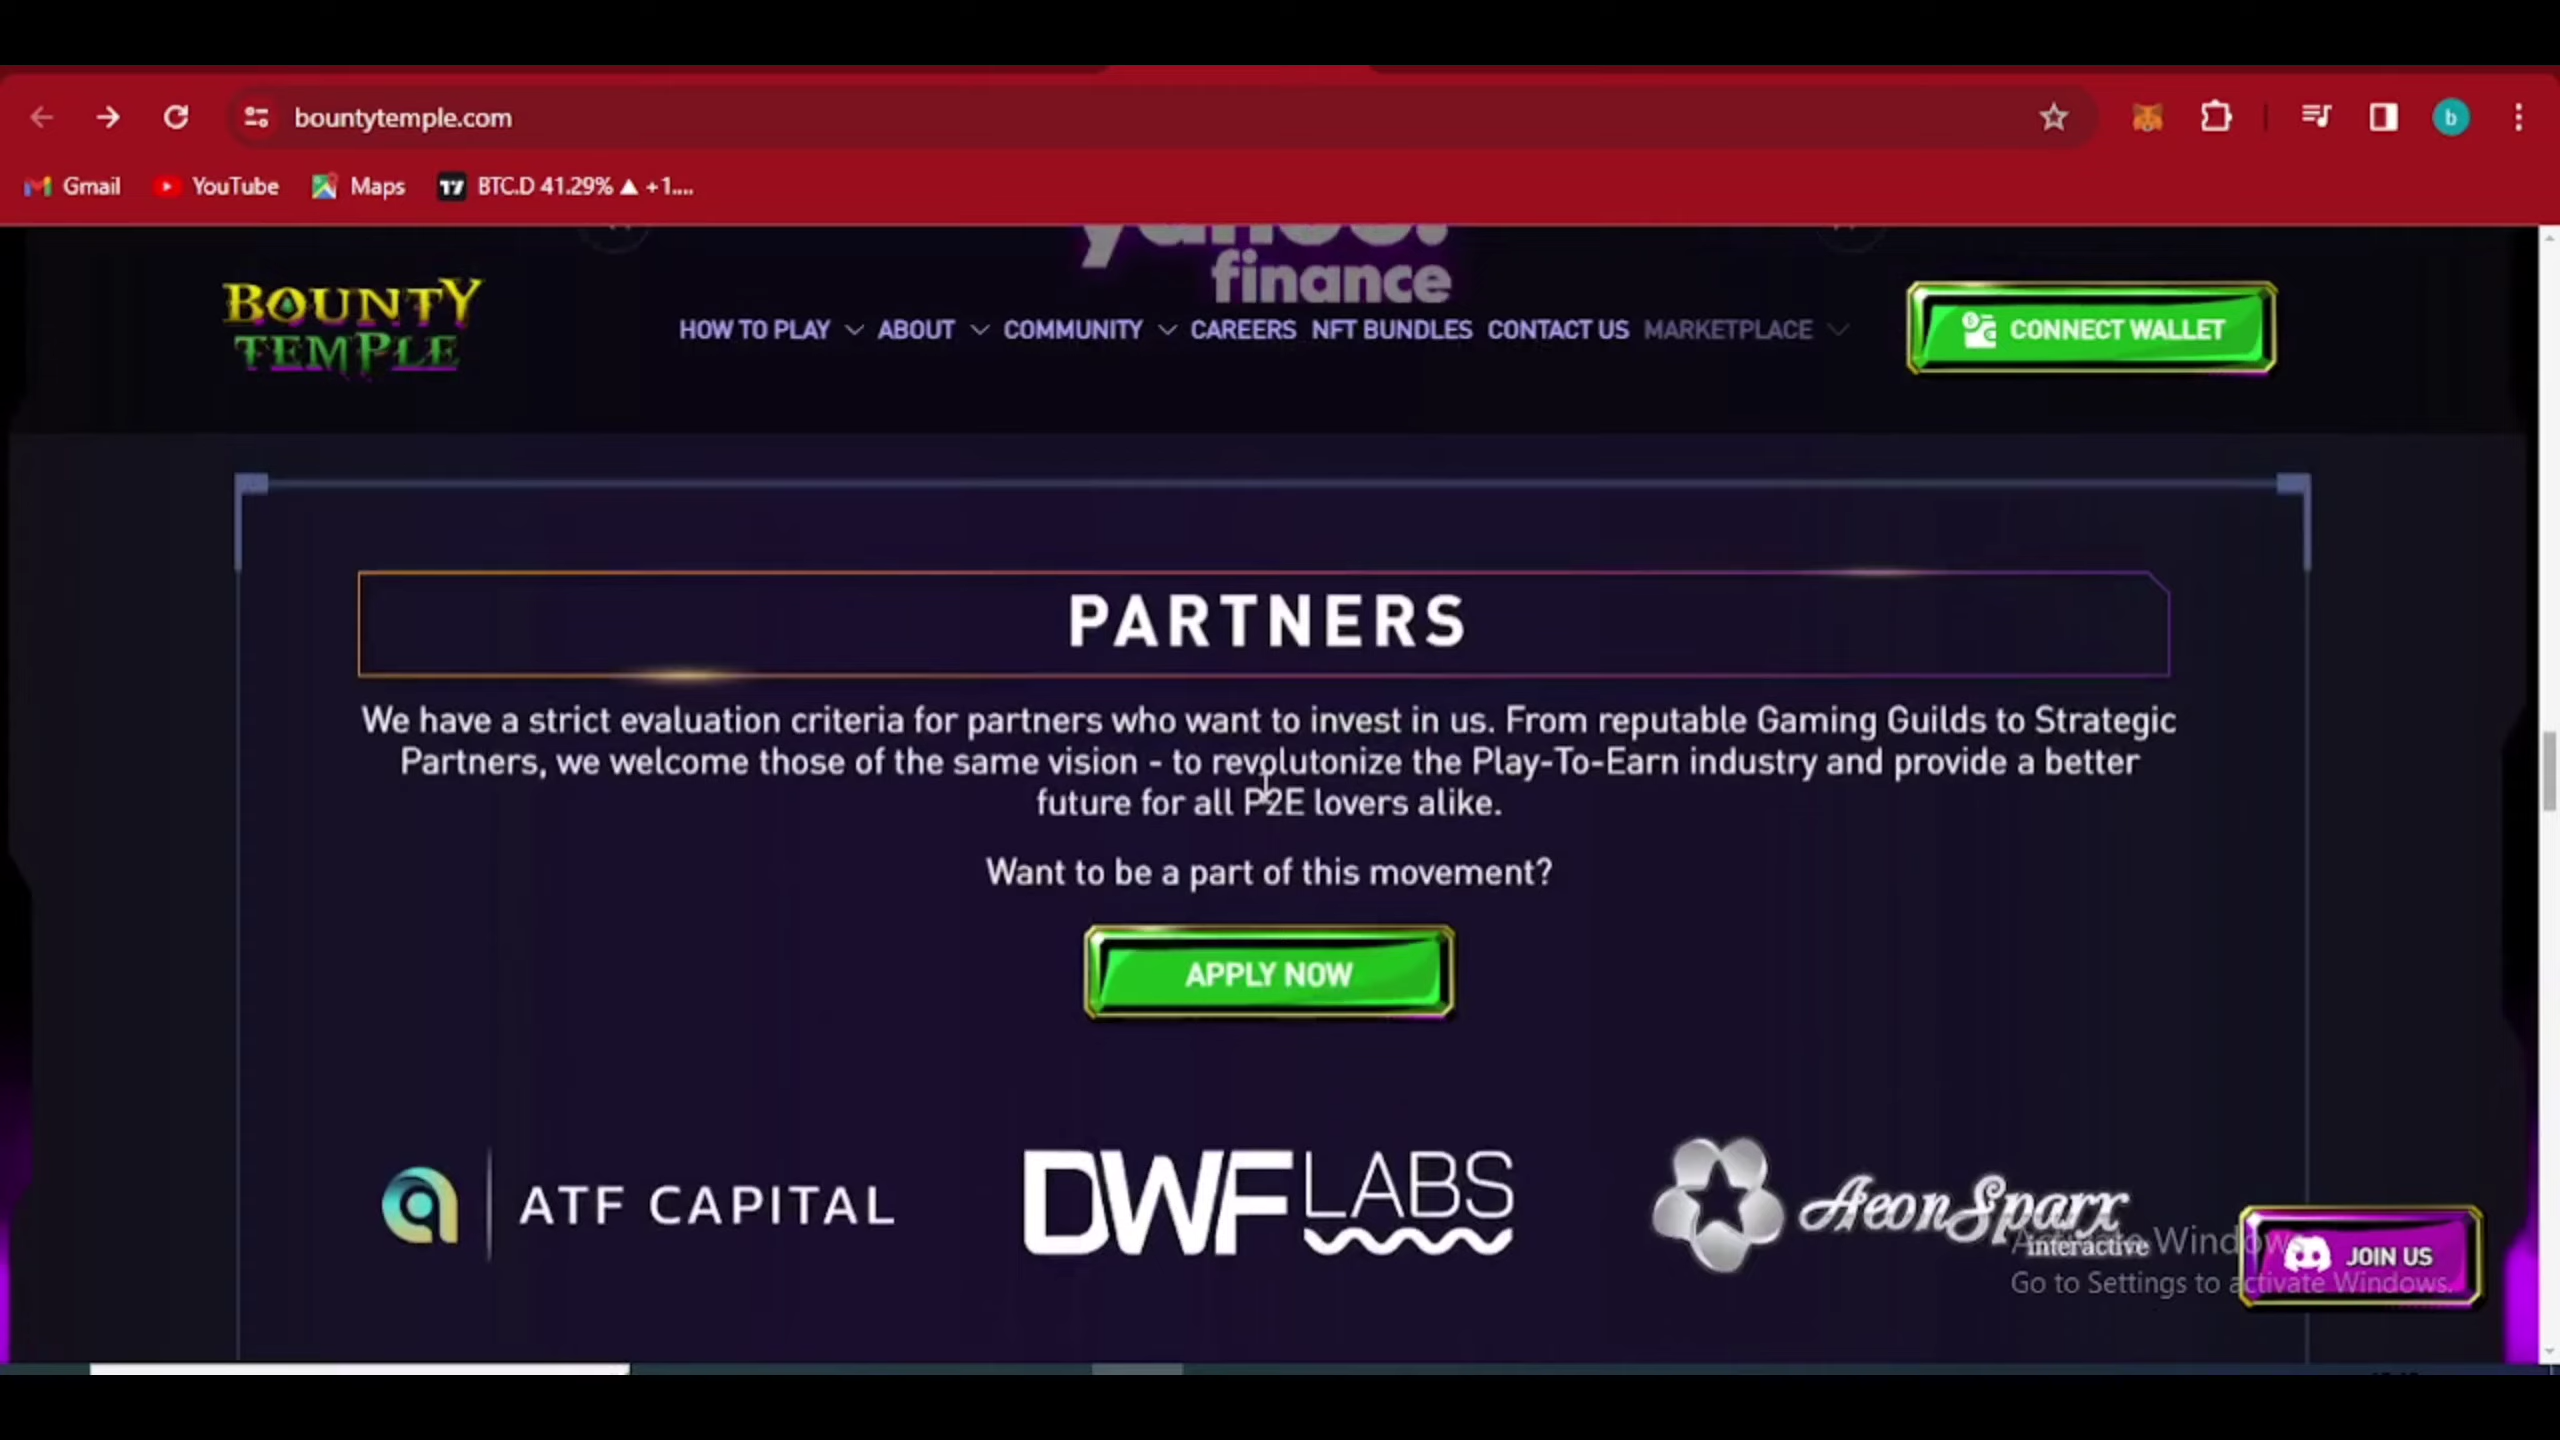 bountytemple.com
Gmail YouTube Maps BTC.D 41.29% ▲ +1....
finance
BOUNTY
TEMPLE
HOW TO PLAY ABOUT COMMUNITY CAREERS NFT BUNDLES CONTACT US MARKETPLACE
CONNECT WALLET
PARTNERS
We have a strict evaluation criteria for partners who want to invest in us. From reputable Gaming Guilds to Strategic
Partners, we welcome those of the same vision - to revolutonize the Play-To-Earn industry and provide a better
future for all P2E lovers alike.
Want to be a part of this movement?
APPLY NOW
ATF CAPITAL
DWF LABS
AeonSparx
interactive
Activate Windows
Go to Settings to activate Windows.
JOIN US